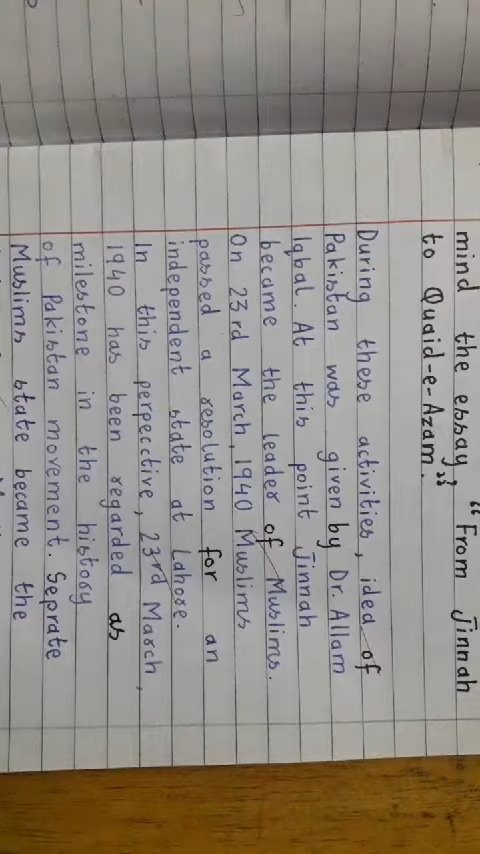 mind the essay "From Jinnah
to Quaid-e-Azam."
During these activities, idea of
Pakistan was given by Dr. Allam
Iqbal. At this point Jinnah
became the leader of Muslims.
On 23rd March, 1940 Muslims
passed a resolution for an
independent state at Lahore.
In this perpecctive, 23rd March,
1940 has been regarded as
milestone in the history
of Pakistan movement. Seprate
Muslims state became the